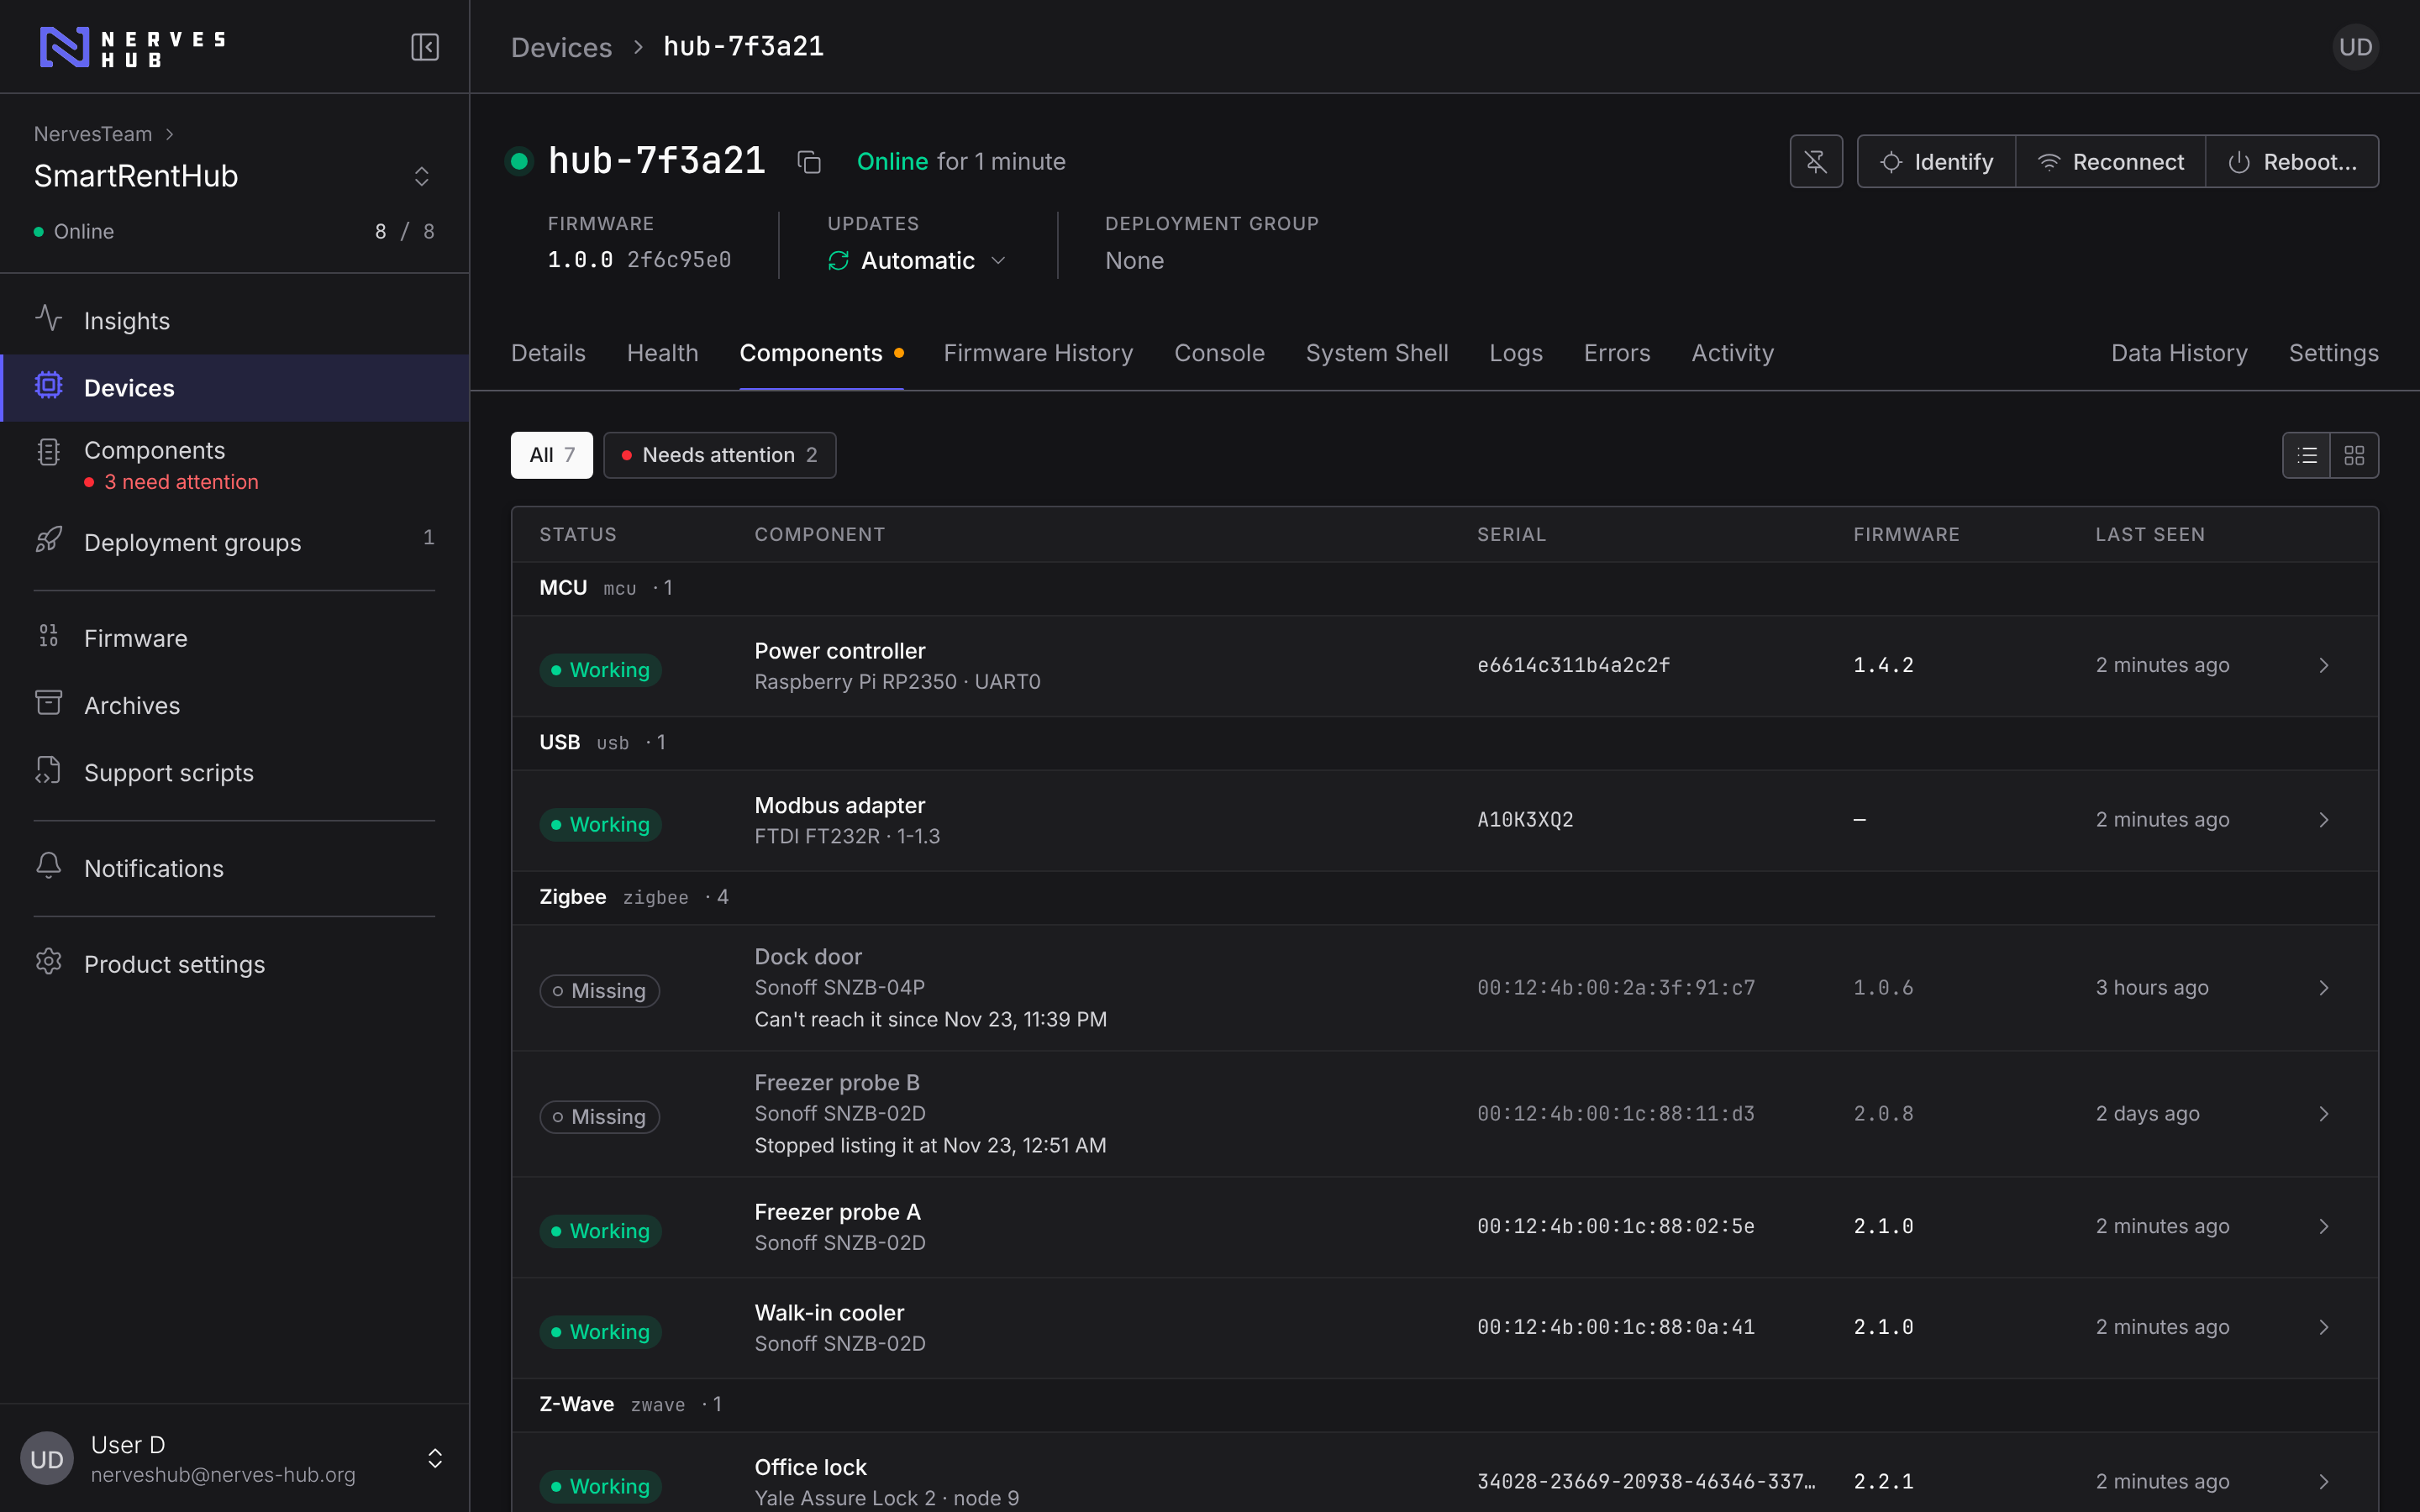 NERVES
HUB
Devices > hub-7f3a21
UD
NervesTeam >
SmartRentHub
Online 8 / 8
Insights
Devices
Components
3 need attention
Deployment groups 1
Firmware
Archives
Support scripts
Notifications
Product settings
User D
nerveshub@nerves-hub.org
UD
hub-7f3a21 Online for 1 minute
Identify Reconnect Reboot...
FIRMWARE UPDATES DEPLOYMENT GROUP
1.0.0 2f6c95e0 Automatic None
Details Health Components Firmware History Console System Shell Logs Errors Activity Data History Settings
All 7 Needs attention 2
STATUS COMPONENT SERIAL FIRMWARE LAST SEEN
MCU mcu · 1
Working Power controller e6614c311b4a2c2f 1.4.2 2 minutes ago
Raspberry Pi RP2350 · UART0
USB usb · 1
Working Modbus adapter A10K3XQ2 — 2 minutes ago
FTDI FT232R · 1-1.3
Zigbee zigbee · 4
Dock door
Missing Sonoff SNZB-04P 00:12:4b:00:2a:3f:91:c7 1.0.6 3 hours ago
Can't reach it since Nov 23, 11:39 PM
Freezer probe B
Missing Sonoff SNZB-02D 00:12:4b:00:1c:88:11:d3 2.0.8 2 days ago
Stopped listing it at Nov 23, 12:51 AM
Working Freezer probe A 00:12:4b:00:1c:88:02:5e 2.1.0 2 minutes ago
Sonoff SNZB-02D
Working Walk-in cooler 00:12:4b:00:1c:88:0a:41 2.1.0 2 minutes ago
Sonoff SNZB-02D
Z-Wave zwave · 1
Working Office lock 34028-23669-20938-46346-337… 2.2.1 2 minutes ago
Yale Assure Lock 2 · node 9